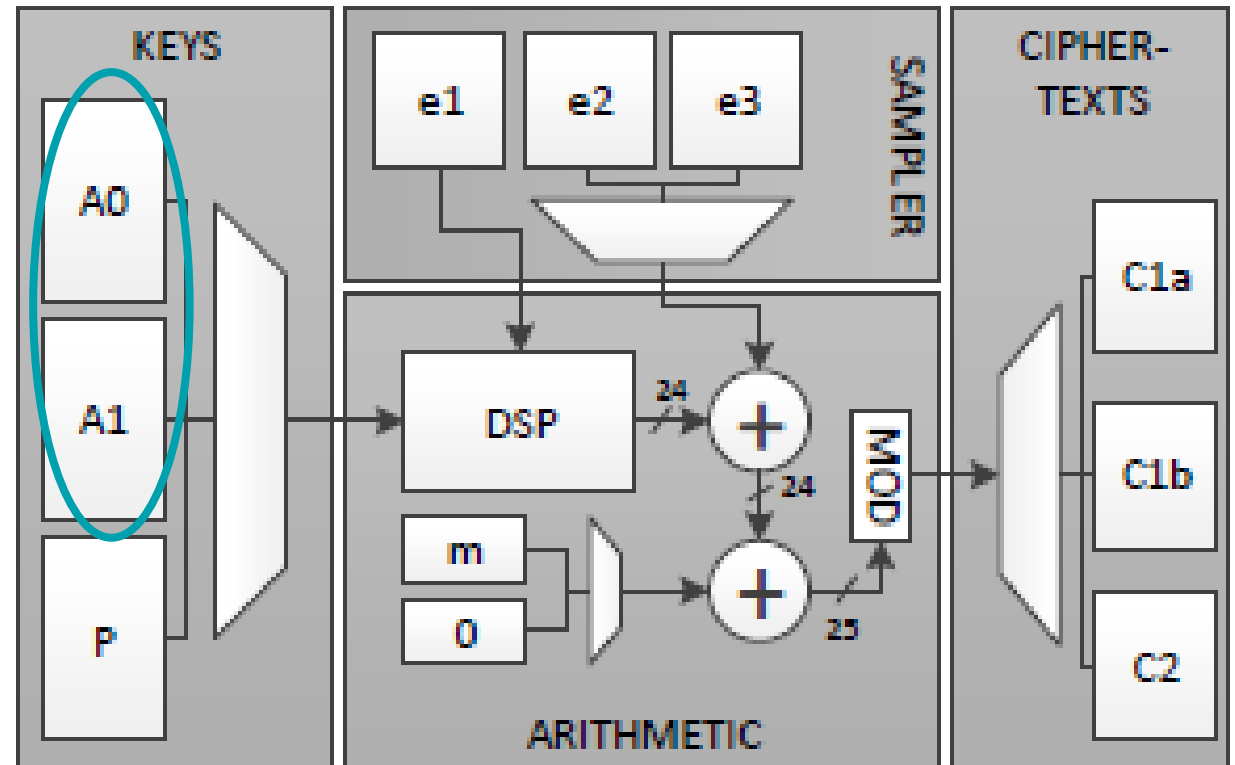 KEYS
A0
A1
P
e1
e2
e3
SAMPLER
DSP
24
+
24
m
0
+
25
MOD
ARITHMETIC
CIPHER-
TEXTS
C1a
C1b
C2